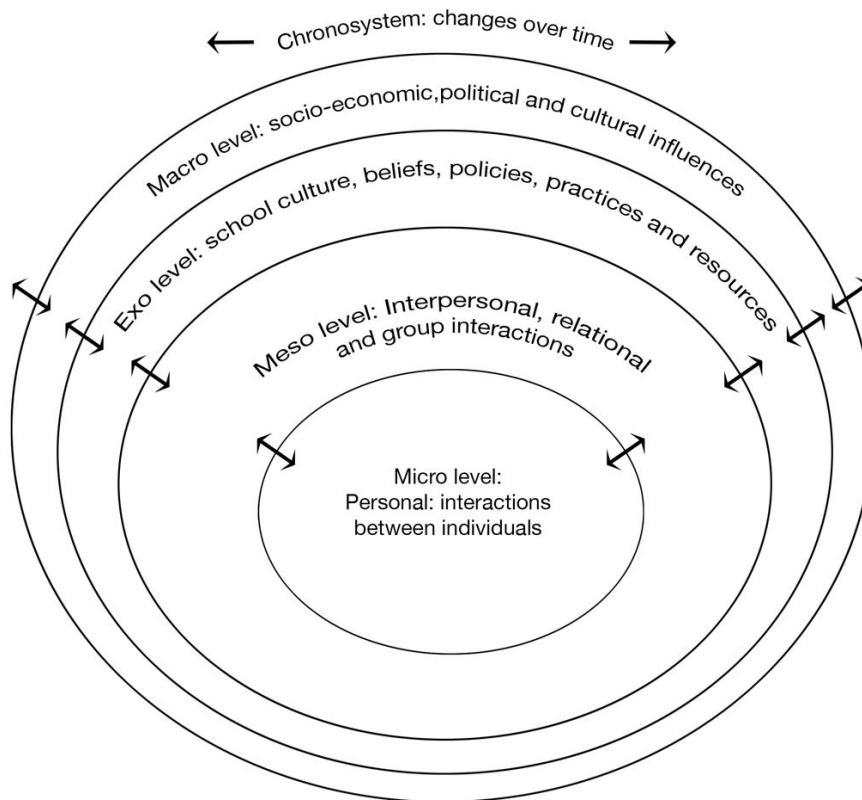 Chronosystem: changes over time
Macro level: socio-economic,political and cultural influences
Exo level: school culture, beliefs, policies, practices and resources
Meso level: Interpersonal, relational
and group interactions
Micro level:
Personal: interactions
between individuals